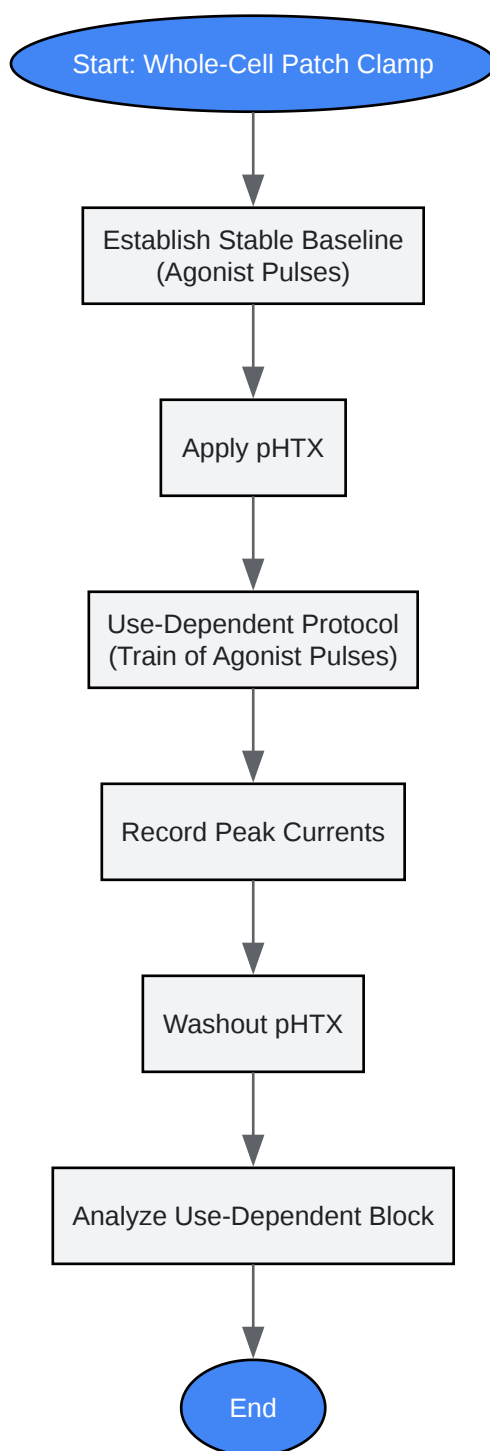 Start: Whole-Cell Patch Clamp
Establish Stable Baseline
(Agonist Pulses)
Apply pHTX
Use-Dependent Protocol
(Train of Agonist Pulses)
Record Peak Currents
Washout pHTX
Analyze Use-Dependent Block
End